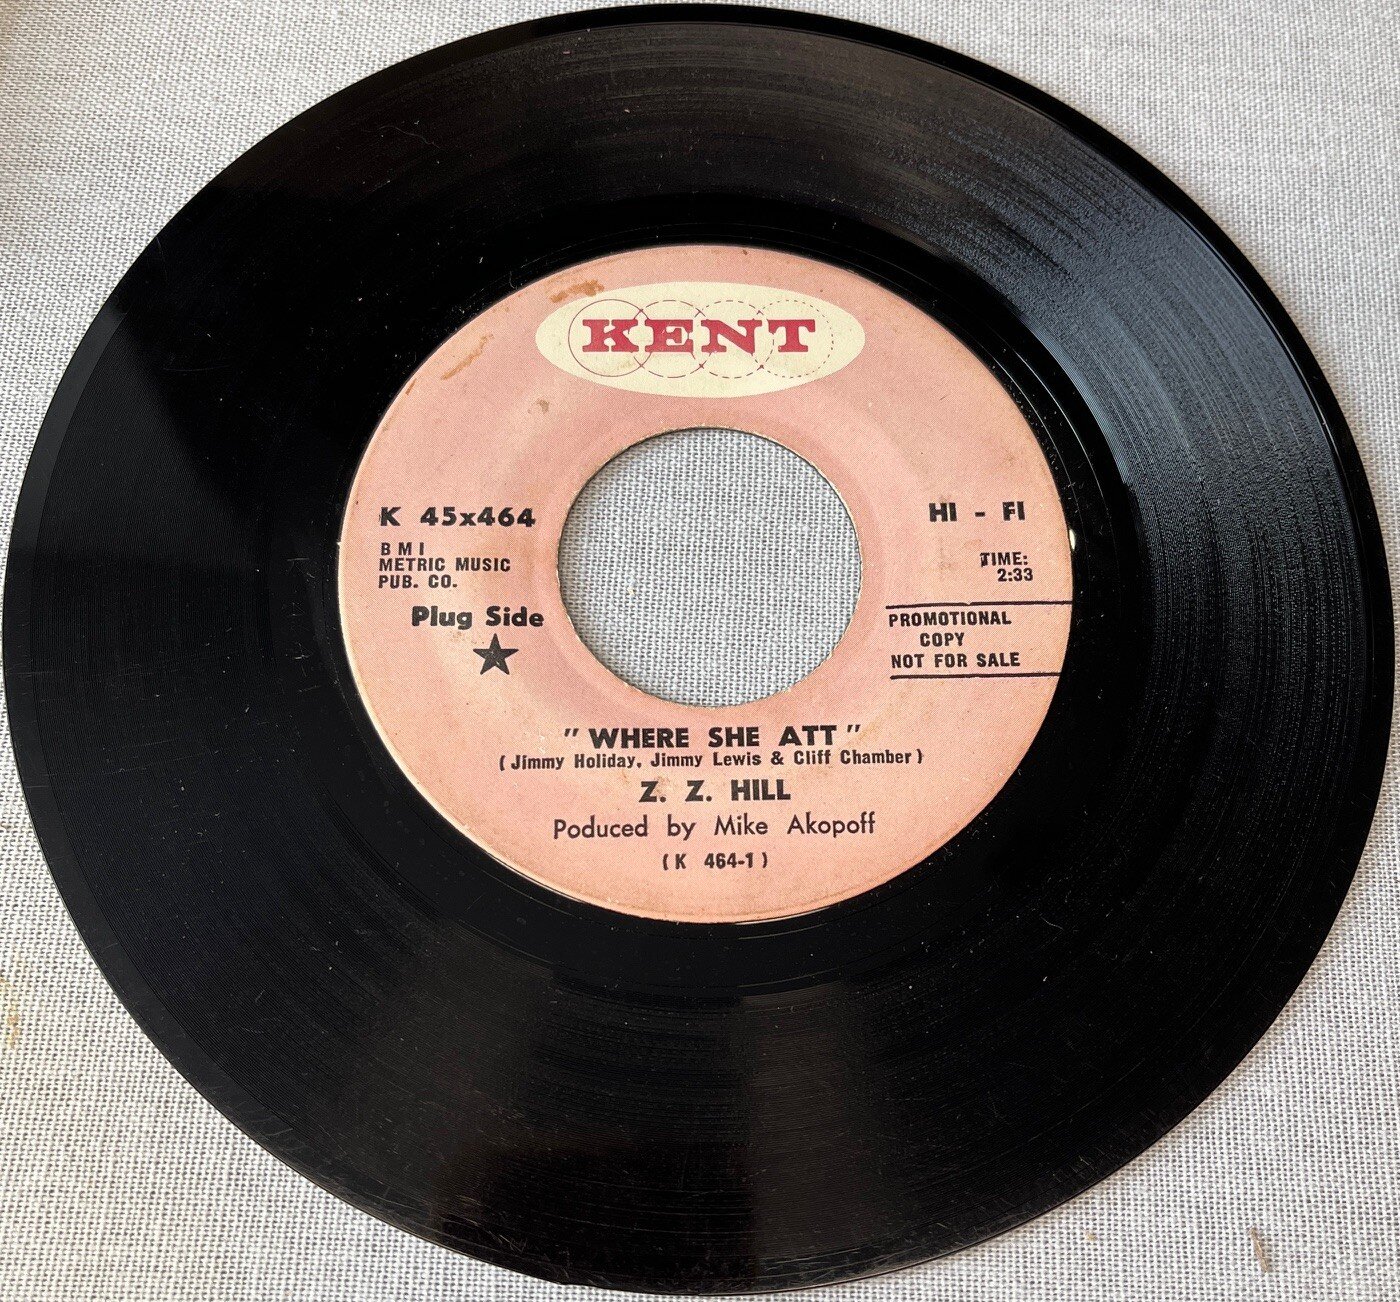 KENT
K 45x464
HI - FI
BMI
METRIC MUSIC
PUB. CO.
TIME:
2:33
Plug Side
PROMOTIONAL
COPY
NOT FOR SALE
" WHERE SHE ATT "
( Jimmy Holiday, Jimmy Lewis & Cliff Chamber )
Z. Z. HILL
Poduced by Mike Akopoff
( K 464-1 )